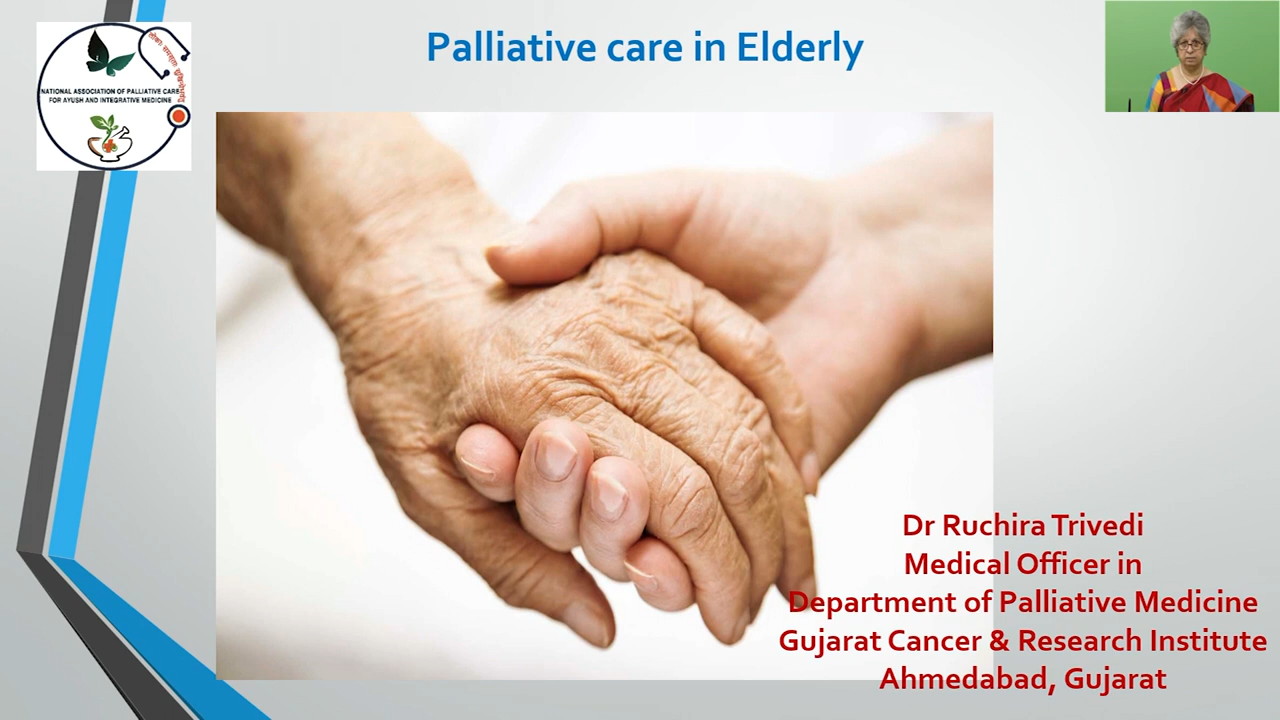 Palliative care in Elderly
NATIONAL ASSOCIATION OF PALLIATIVE CARE
FOR AYUSH AND INTEGRATIVE MEDICINE
Dr Ruchira Trivedi
Medical Officer in
Department of Palliative Medicine
Gujarat Cancer & Research Institute
Ahmedabad, Gujarat